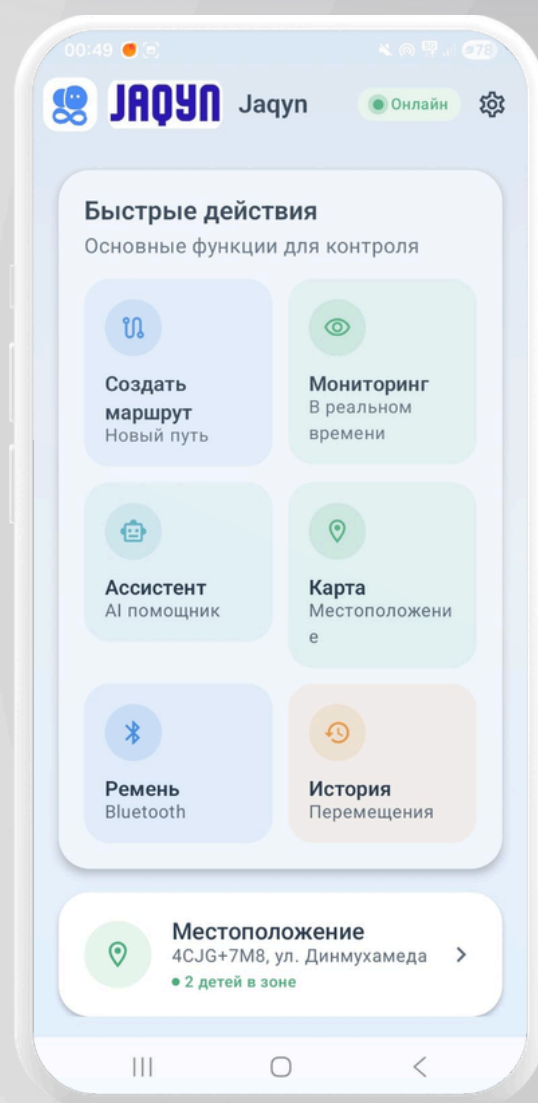 00:49
78
JAQYN Jaqyn
Онлайн
Быстрые действия
Основные функции для контроля
Создать
маршрут
Новый путь
Мониторинг
В реальном
времени
Ассистент
AI помощник
Карта
Местоположени
е
Ремень
Bluetooth
История
Перемещения
Местоположение
4CJG+7M8, ул. Динмухамеда
• 2 детей в зоне